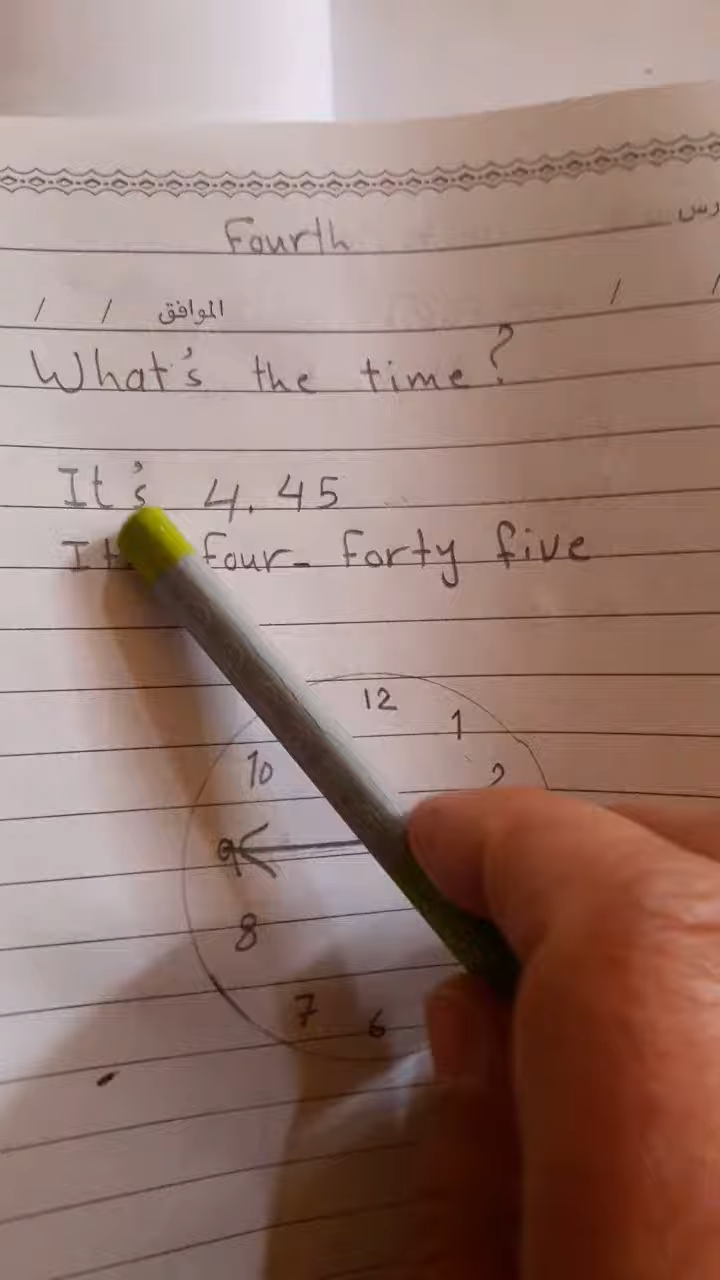 Fourth
/ / الموافق / /
What's the time?
It's 4.45
four- forty five
12
1
10
2
9
8
7
6